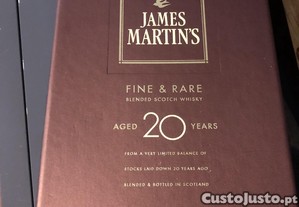 JAMES
MARTIN'S
FINE & RARE
BLENDED SCOTCH WHISKY
AGED 20 YEARS
FROM A VERY LIMITED BALANCE OF
STOCKS LAID DOWN 20 YEARS AGO
BLENDED & BOTTLED IN SCOTLAND
CustoJusto.pt